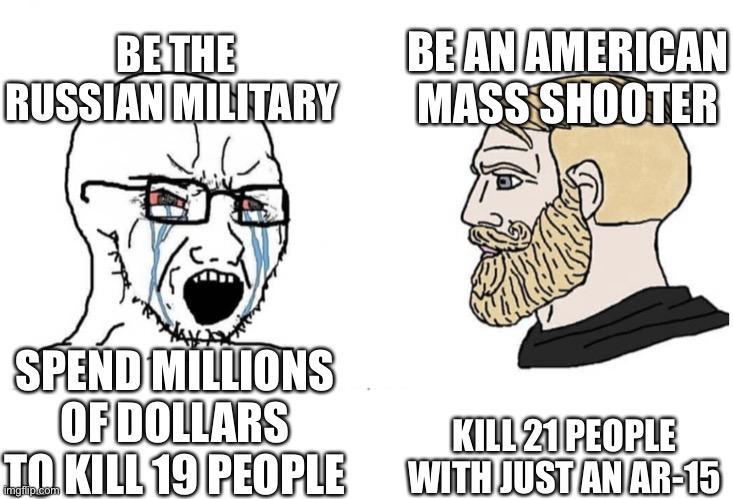 BE THE
RUSSIAN MILITARY
SPEND MILLIONS
OF DOLLARS
TO KILL 19 PEOPLE
BE AN AMERICAN
MASS SHOOTER
KILL 21 PEOPLE
WITH JUST AN AR-15
imgflip.com